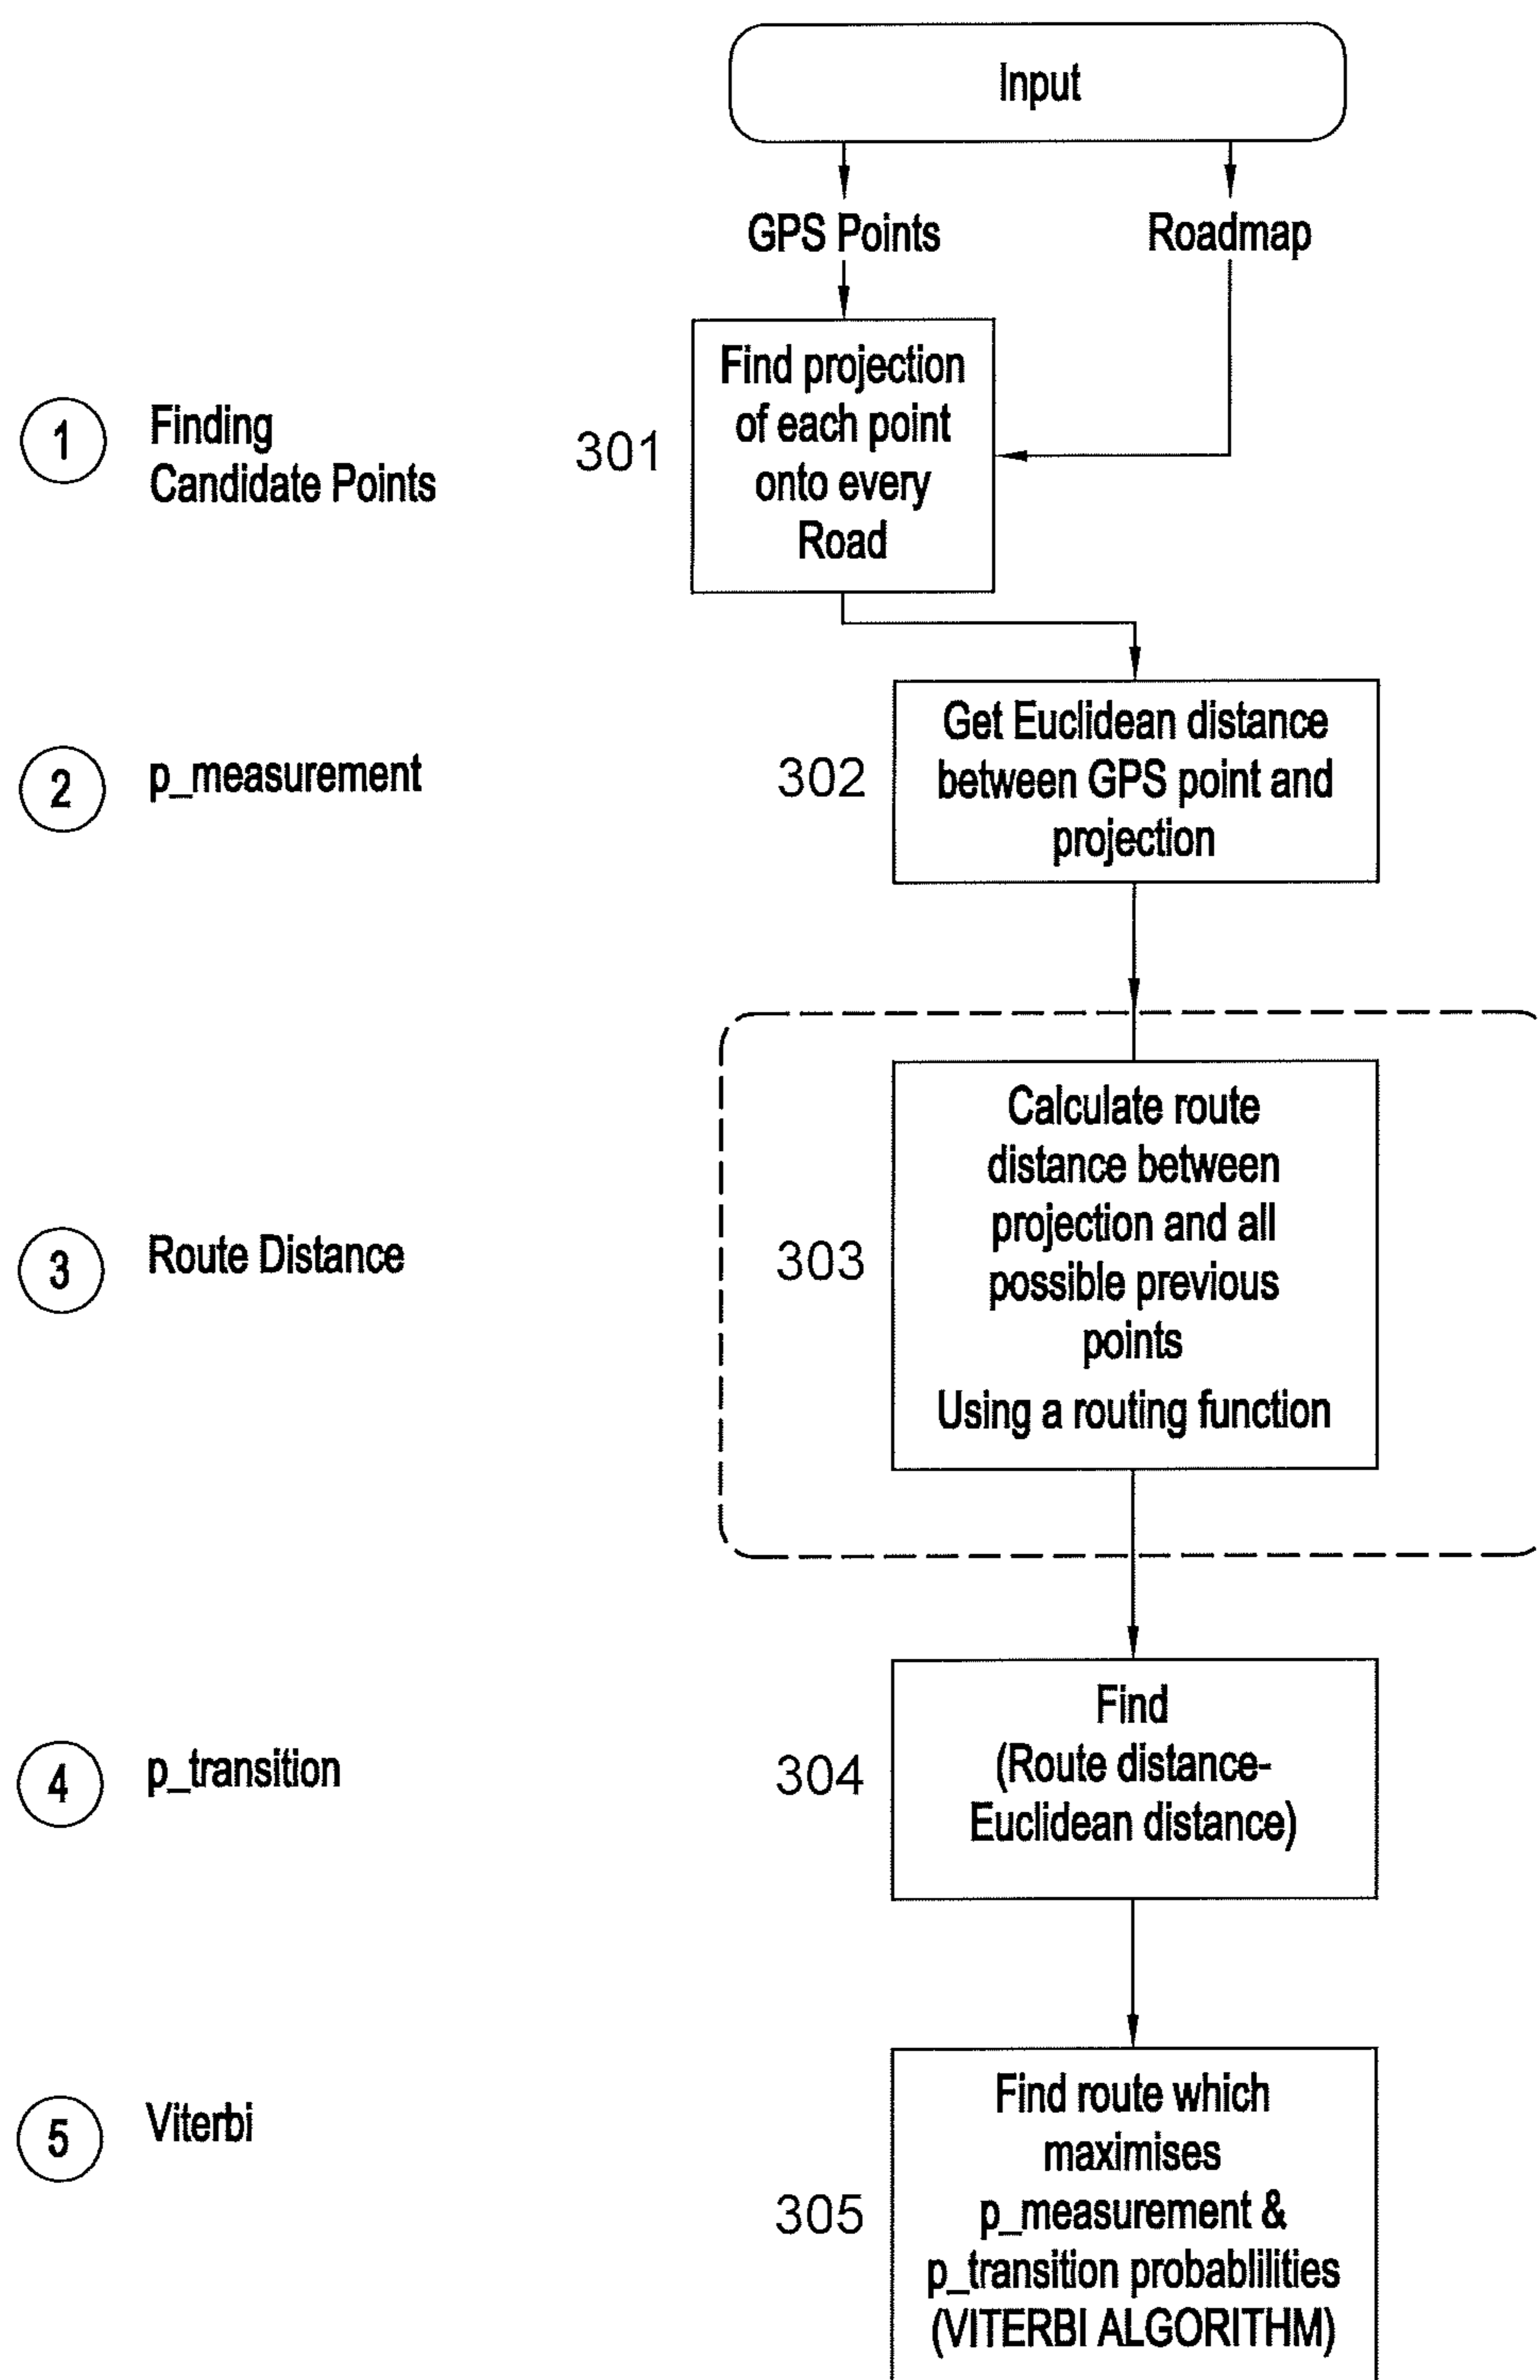 Input
GPS Points
Roadmap
1
Finding
Candidate Points
301
Find projection
of each point
onto every
Road
2
p_measurement
302
Get Euclidean distance
between GPS point and
projection
3
Route Distance
303
Calculate route
distance between
projection and all
possible previous
points
Using a routing function
4
p_transition
304
Find
(Route distance-
Euclidean distance)
5
Viterbi
305
Find route which
maximises
p_measurement &
p_transition probablilities
(VITERBI ALGORITHM)